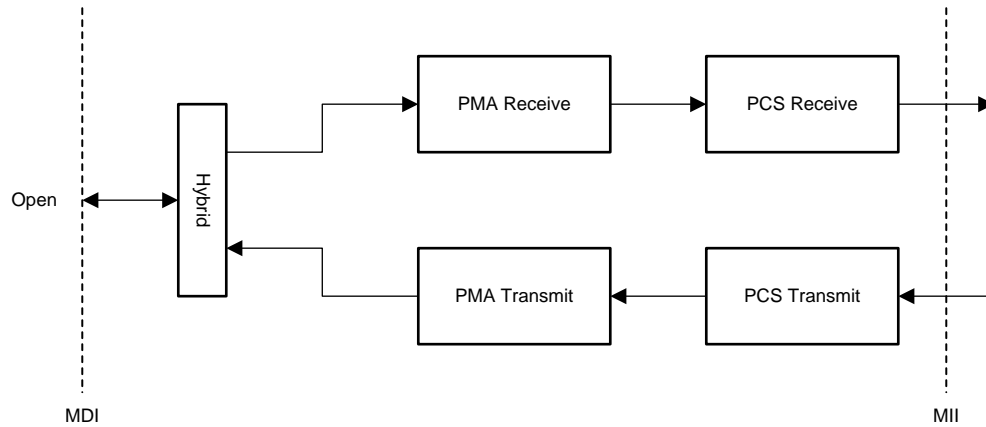 PMA Receive
PCS Receive
Open
Hybrid
PMA Transmit
PCS Transmit
MDI
MII